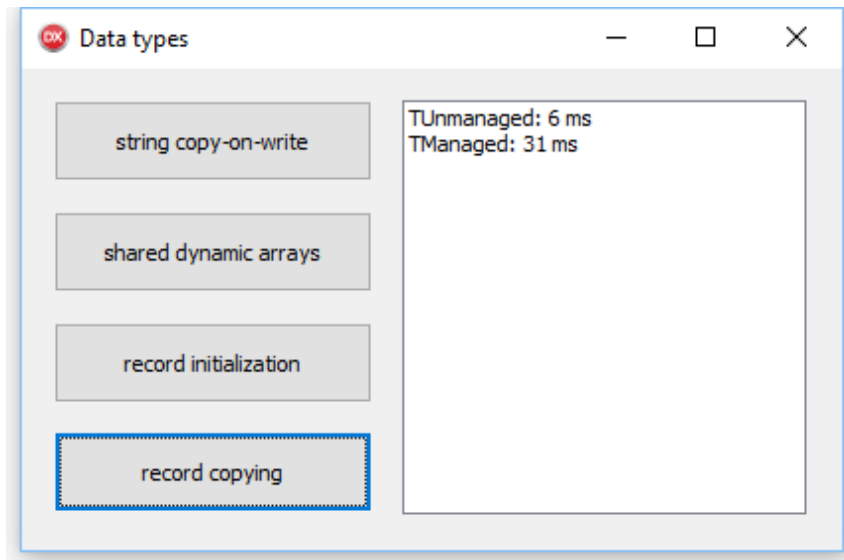 DX
Data types
string copy-on-write
shared dynamic arrays
record initialization
record copying
TUnmanaged: 6 ms
TManaged: 31 ms